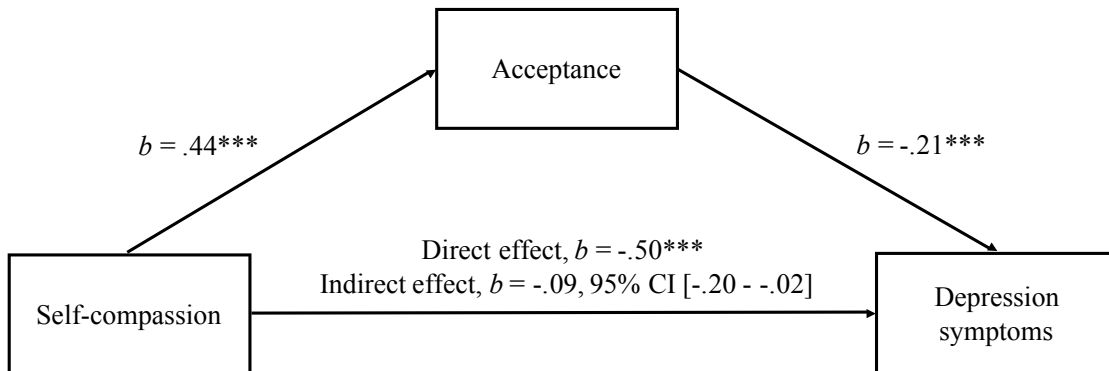 Acceptance
b = .44***
b = -.21***
Direct effect, b = -.50***
Indirect effect, b = -.09, 95% CI [-.20 - -.02]
Self-compassion
Depression
symptoms